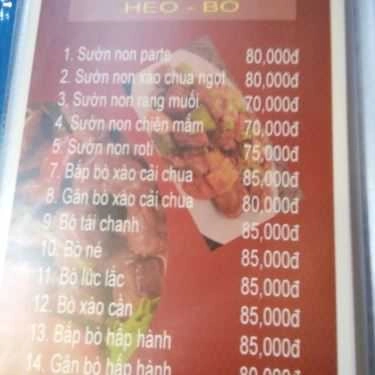 HEO - BÒ
1. Sườn non parte 80,000đ
2. Sườn non xào chua ngọt 80,000đ
3. Sườn non rang muối 70,000đ
4. Sườn non chiên mắm 70,000đ
5. Sườn non roti 75,000đ
7. Bắp bò xào cải chua 85,000đ
8. Gân bò xào cải chua 80,000đ
9. Bò tái chanh 85,000đ
10. Bò né 85,000đ
11. Bò lúc lắc 85,000đ
12. Bò xào cần 85,000đ
13. Bắp bò hấp hành 85,000đ
14. Gân bò hấp hành 80,000đ